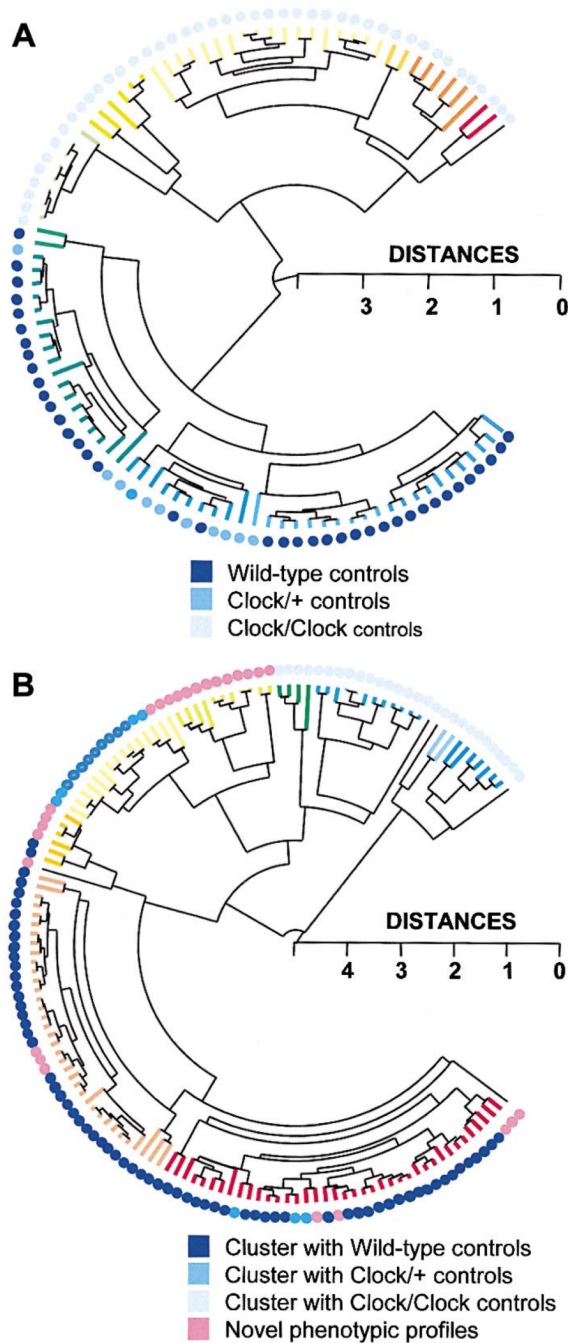 A
DISTANCES
3 2 1 0
Wild-type controls
Clock/+ controls
Clock/Clock controls
B
DISTANCES
4 3 2 1 0
Cluster with Wild-type controls
Cluster with Clock/+ controls
Cluster with Clock/Clock controls
Novel phenotypic profiles